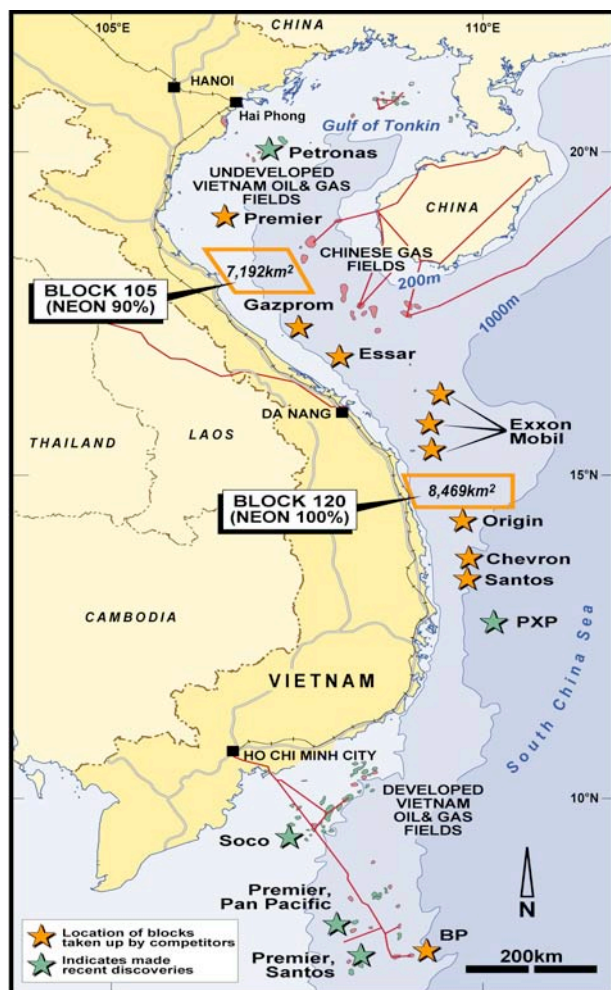 105°E
110°E
CHINA
HANOI
Hai Phong
Gulf of Tonkin
20°N
Petronas
UNDEVELOPED
VIETNAM OIL& GAS
FIELDS
Premier
CHINA
CHINESE GAS
FIELDS
200m
1000m
7,192km²
BLOCK 105
(NEON 90%)
Gazprom
Essar
DA NANG
Exxon
Mobil
THAILAND
LAOS
15°N
BLOCK 120
(NEON 100%)
8,469km²
Origin
Chevron
Santos
PXP
CAMBODIA
VIETNAM
South China Sea
HO CHI MINH CITY
10°N
DEVELOPED
VIETNAM
OIL& GAS
FIELDS
Soco
Premier,
Pan Pacific
Premier,
Santos
BP
N
200km
Location of blocks
taken up by competitors
Indicates made
recent discoveries